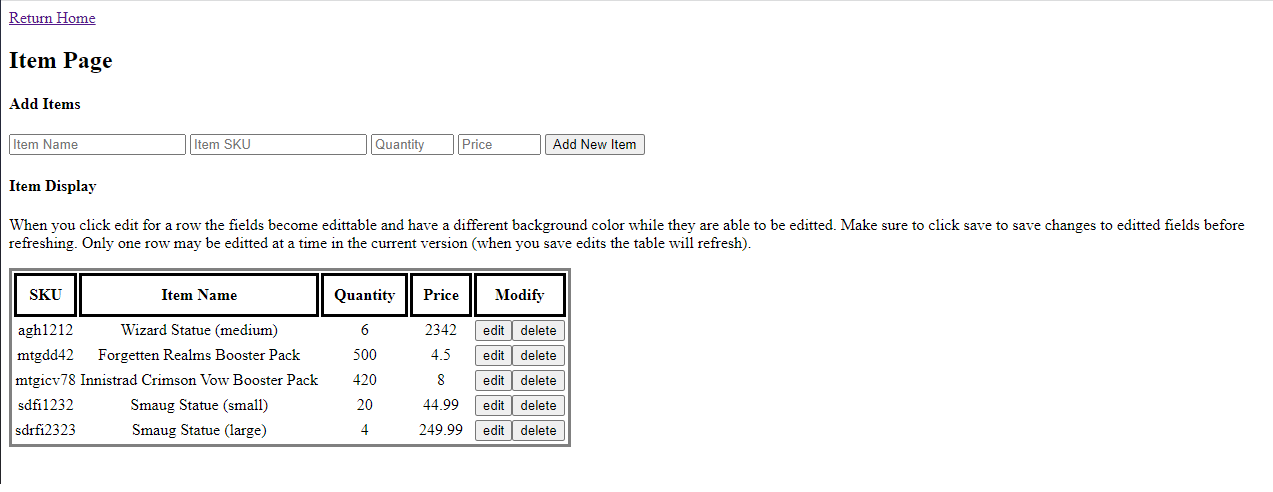 Return Home
Item Page
Add Items
Item Name Item SKU Quantity Price Add New Item
Item Display
When you click edit for a row the fields become edittable and have a different background color while they are able to be editted. Make sure to click save to save changes to editted fields before
refreshing. Only one row may be editted at a time in the current version (when you save edits the table will refresh).
SKU Item Name Quantity Price Modify
agh1212 Wizard Statue (medium) 6 2342 edit delete
mtgdd42 Forgetten Realms Booster Pack 500 4.5 edit delete
mtgicv78 Innistrad Crimson Vow Booster Pack 420 8 edit delete
sdfi1232 Smaug Statue (small) 20 44.99 edit delete
sdrfi2323 Smaug Statue (large) 4 249.99 edit delete